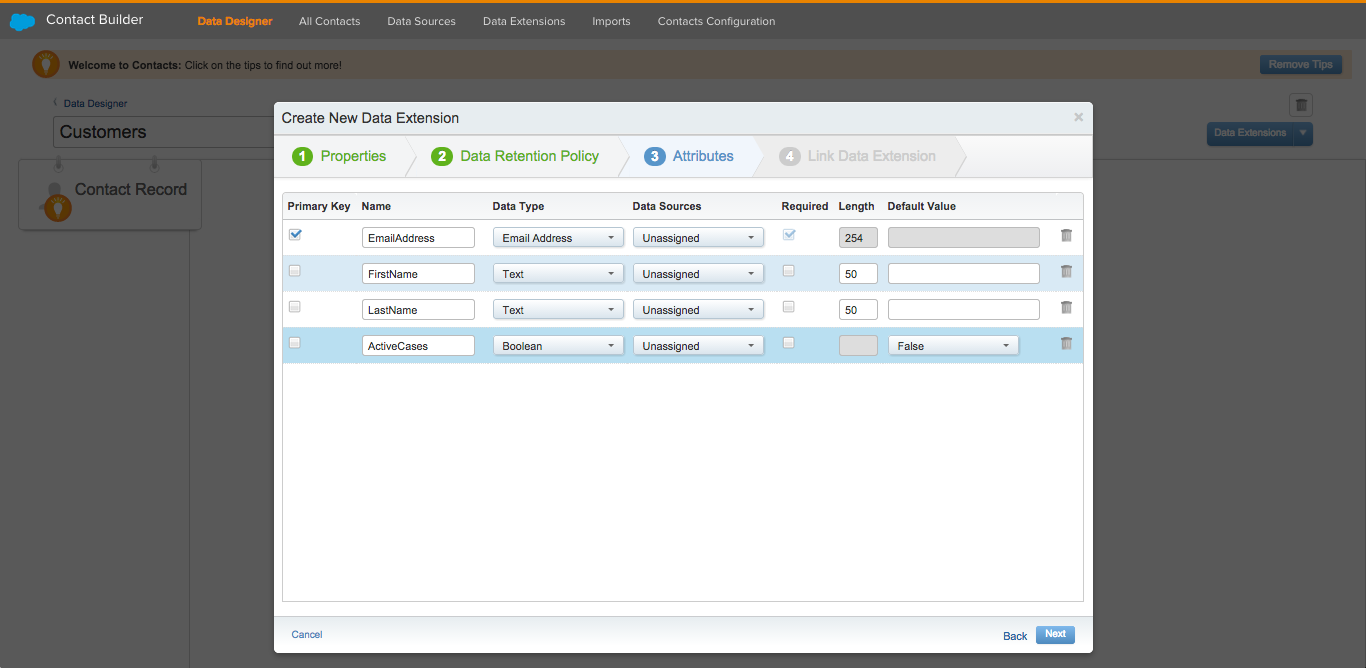 Contact Builder Data Designer All Contacts Data Sources Data Extensions Imports Contacts Configuration
Welcome to Contacts: Click on the tips to find out more! Remove Tips
Data Designer
Customers
Data Extensions
Contact Record
Create New Data Extension
1 Properties 2 Data Retention Policy 3 Attributes 4 Link Data Extension
Primary Key Name Data Type Data Sources Required Length Default Value
EmailAddress Email Address Unassigned 254
FirstName Text Unassigned 50
LastName Text Unassigned 50
ActiveCases Boolean Unassigned False
Cancel Back Next